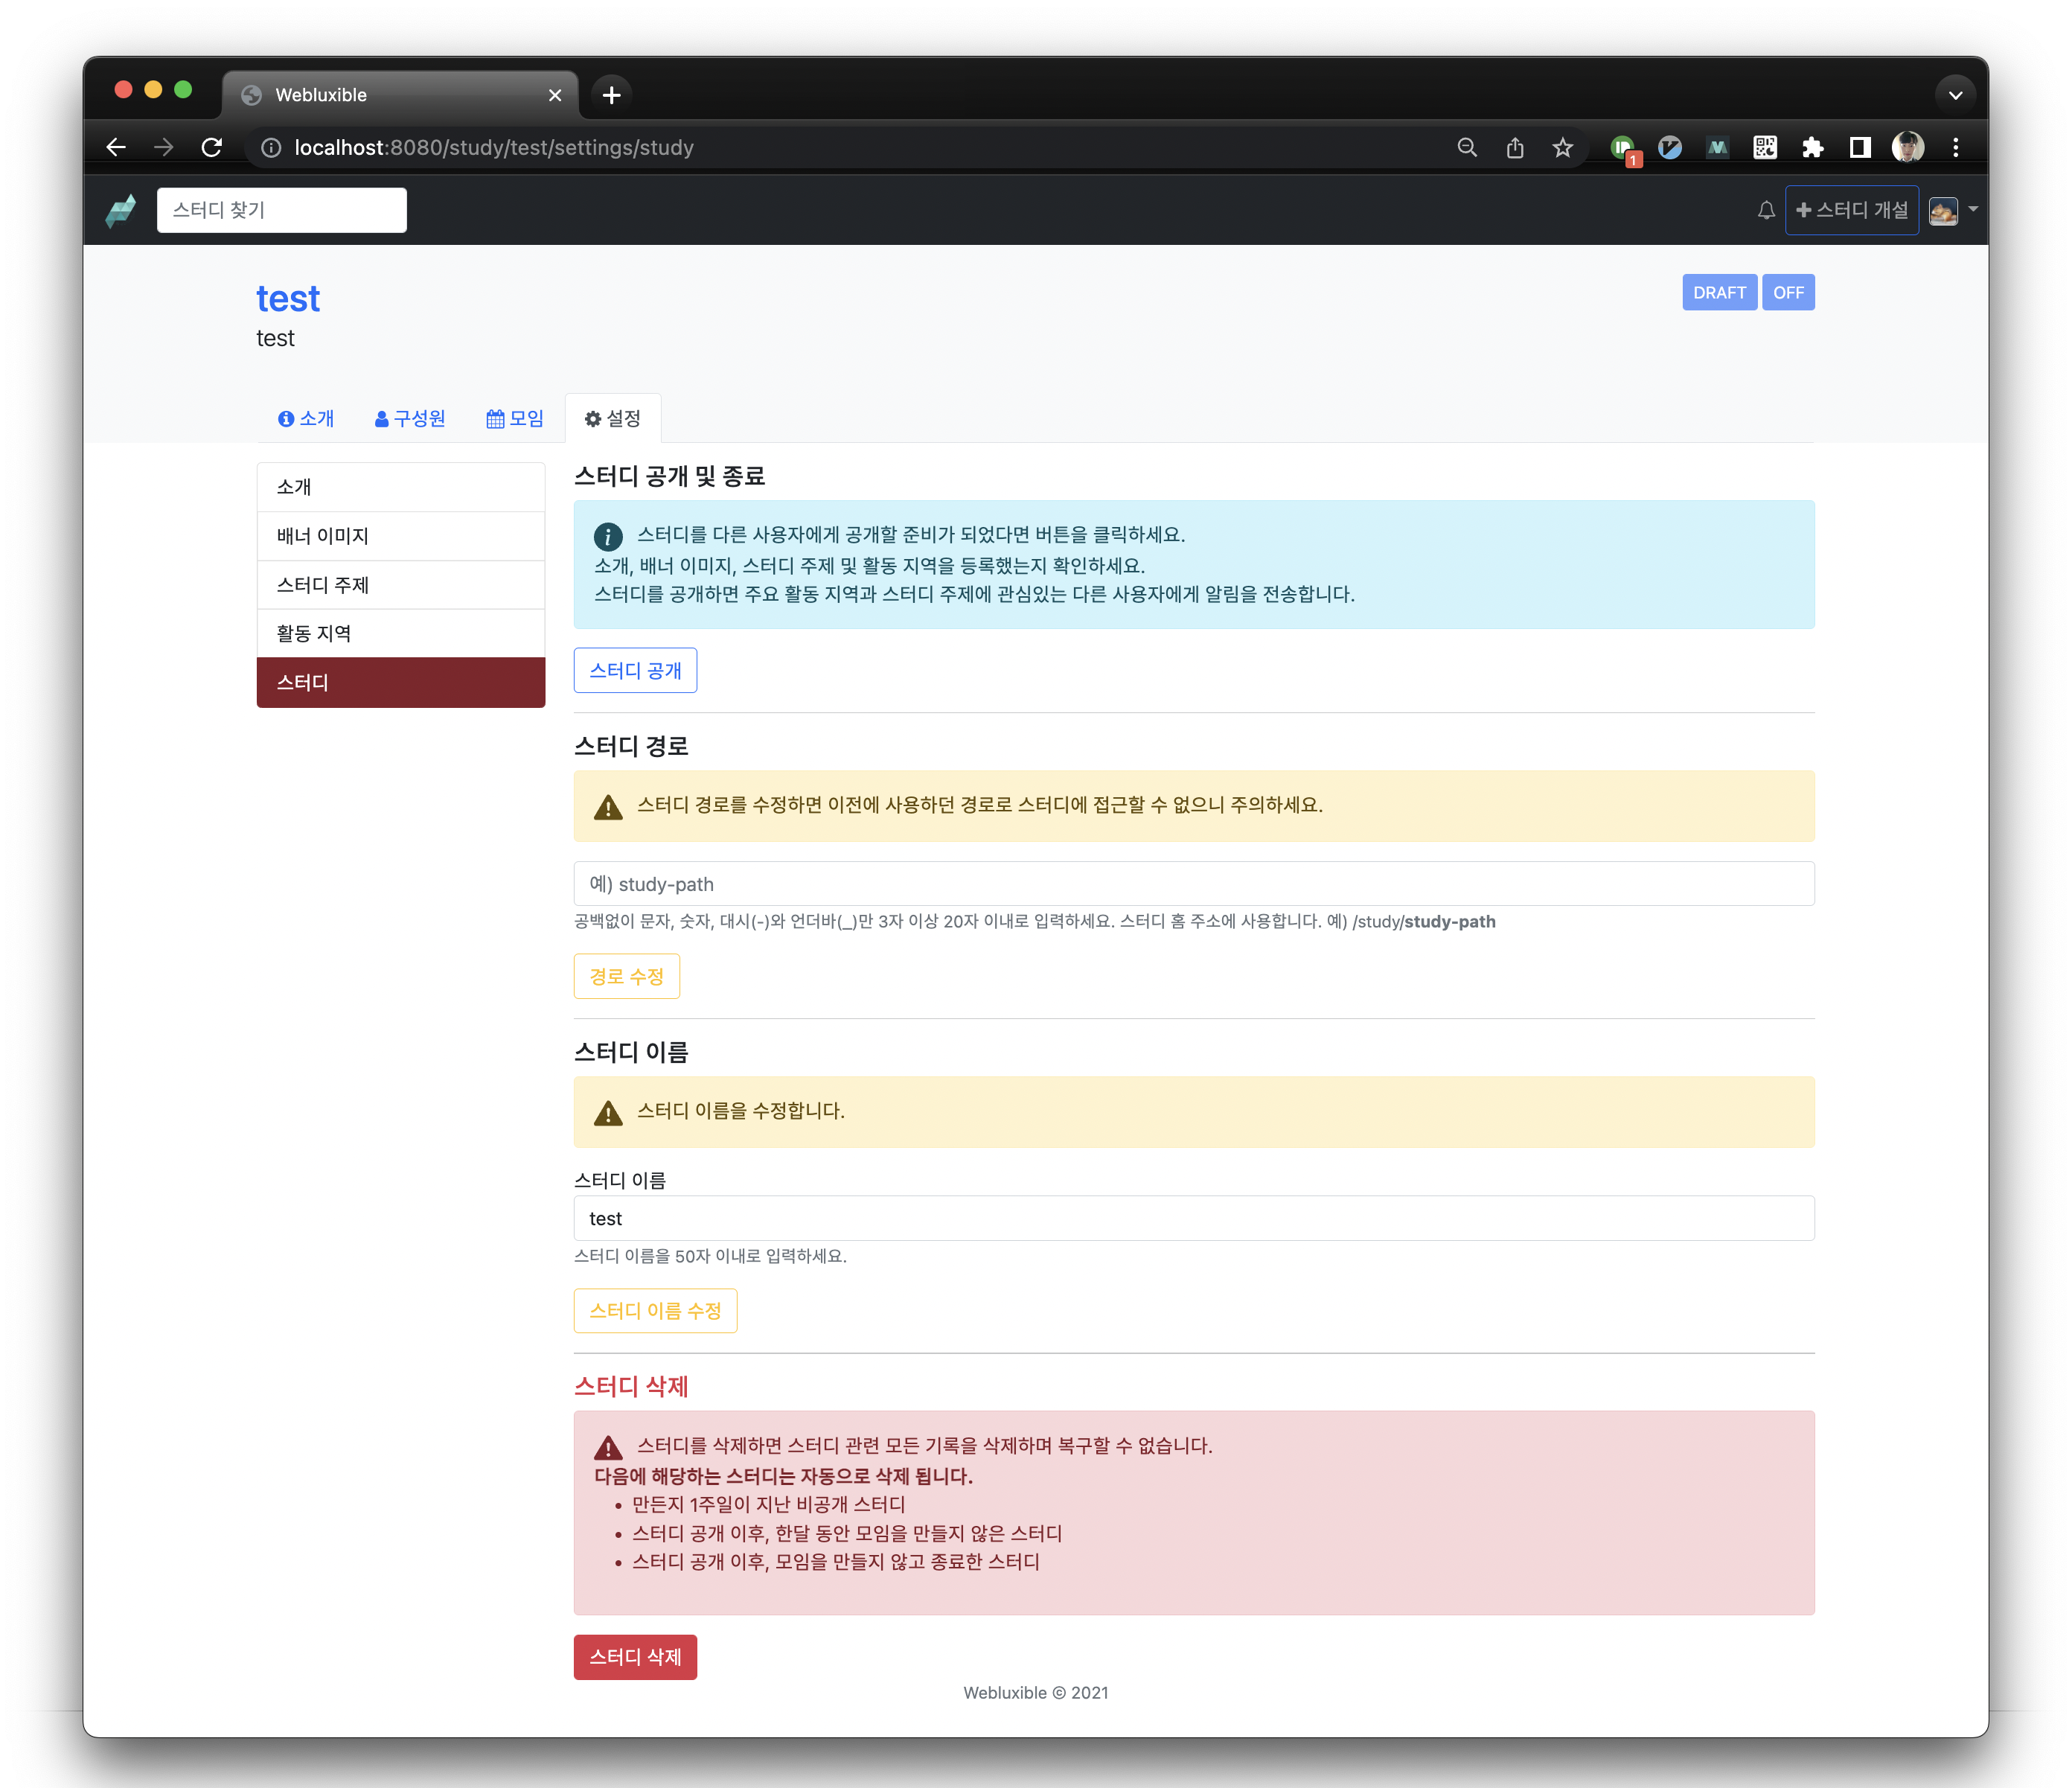 Webluxible
localhost:8080/study/test/settings/study
1
스터디 찾기
스터디 개설
test
DRAFT OFF
test
소개 구성원 모임 설정
소개
배너 이미지
스터디 주제
활동 지역
스터디
스터디 공개 및 종료
스터디를 다른 사용자에게 공개할 준비가 되었다면 버튼을 클릭하세요.
소개, 배너 이미지, 스터디 주제 및 활동 지역을 등록했는지 확인하세요.
스터디를 공개하면 주요 활동 지역과 스터디 주제에 관심있는 다른 사용자에게 알림을 전송합니다.
스터디 공개
스터디 경로
스터디 경로를 수정하면 이전에 사용하던 경로로 스터디에 접근할 수 없으니 주의하세요.
예) study-path
공백없이 문자, 숫자, 대시(-)와 언더바(_)만 3자 이상 20자 이내로 입력하세요. 스터디 홈 주소에 사용합니다. 예) /study/study-path
경로 수정
스터디 이름
스터디 이름을 수정합니다.
스터디 이름
test
스터디 이름을 50자 이내로 입력하세요.
스터디 이름 수정
스터디 삭제
스터디를 삭제하면 스터디 관련 모든 기록을 삭제하며 복구할 수 없습니다.
다음에 해당하는 스터디는 자동으로 삭제 됩니다.
• 만든지 1주일이 지난 비공개 스터디
• 스터디 공개 이후, 한달 동안 모임을 만들지 않은 스터디
• 스터디 공개 이후, 모임을 만들지 않고 종료한 스터디
스터디 삭제
Webluxible © 2021